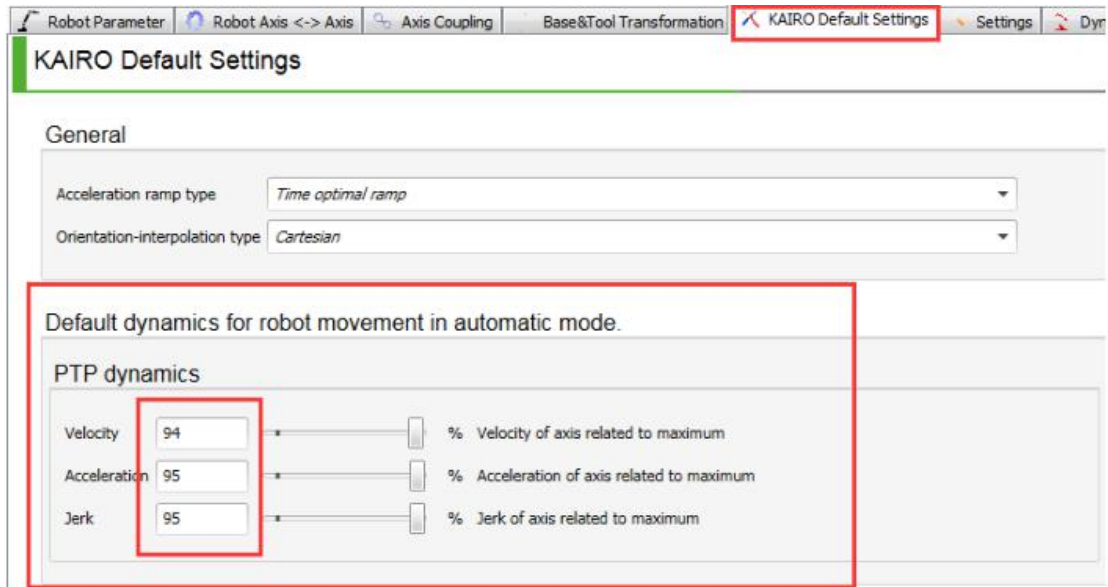 Robot Parameter Robot Axis <-> Axis Axis Coupling Base&Tool Transformation KAIRO Default Settings Settings Dyn
KAIRO Default Settings
General
Acceleration ramp type Time optimal ramp
Orientation-interpolation type Cartesian
Default dynamics for robot movement in automatic mode.
PTP dynamics
Velocity 94 % Velocity of axis related to maximum
Acceleration 95 % Acceleration of axis related to maximum
Jerk 95 % Jerk of axis related to maximum